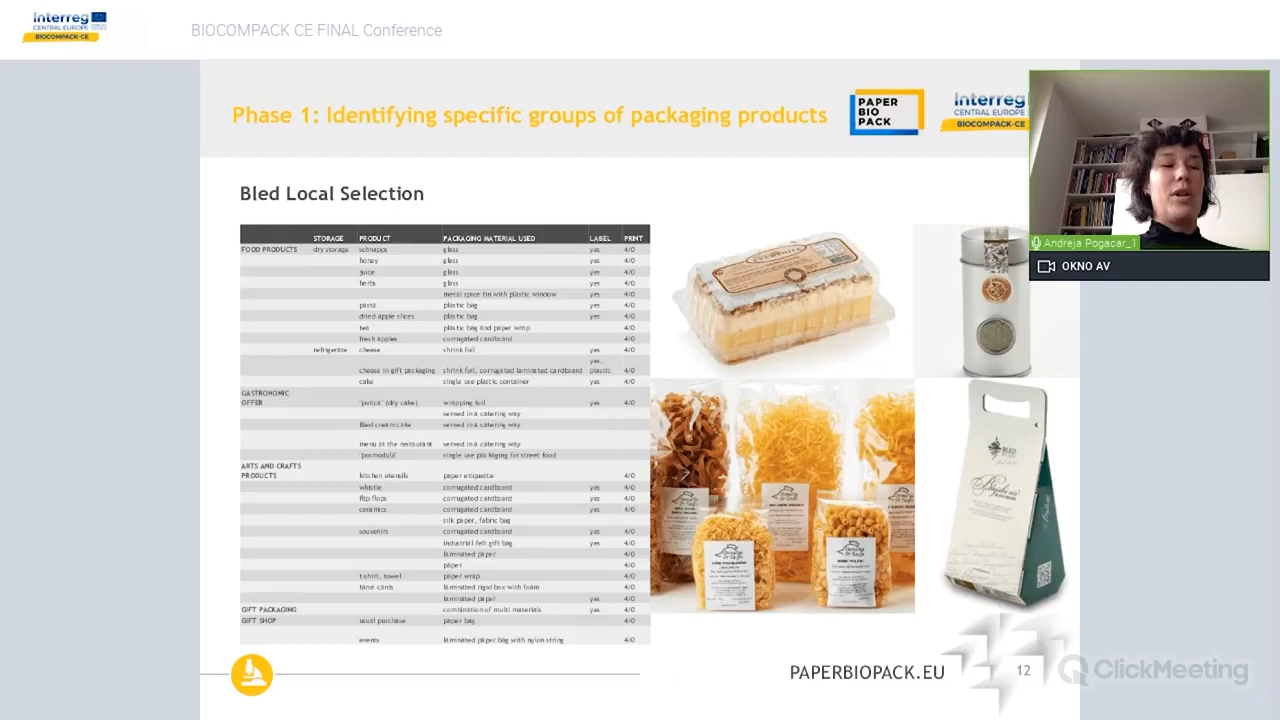 Interreg
CENTRAL EUROPE
BIOCOMPACK-CE
BIOCOMPACK CE FINAL Conference
Phase 1: Identifying specific groups of packaging products
PAPER
BIO
PACK
Interreg
CENTRAL EUROPE
BIOCOMPACK-CE
Andreja Pogacar_1
OKNO AV
Bled Local Selection
STORAGE PRODUCT PACKAGING MATERIAL USED LABEL PRINT
FOOD PRODUCTS dry storage schnapps glass yes 4/0
honey glass yes 4/0
juice glass yes 4/0
herbs glass yes 4/0
metal spice tin with plastic window yes 4/0
pasta plastic bag yes 4/0
dried apple slices plastic bag yes 4/0
tea plastic bag and paper wrap 4/0
fresh apples corrugated cardboard 4/0
refrigerate cheese shrink foil yes 4/0
cheese in gift packaging shrink foil, corrugated laminated cardboard yes, plastic 4/0
cake single use plastic container yes 4/0
GASTRONOMIC
OFFER "potica" (dry cake) wrapping foil yes 4/0
served in a catering way
Bled cream cake served in a catering way
menu at the restaurant served in a catering way
"posmodula" single use packaging for street food
ARTS AND CRAFTS
PRODUCTS kitchen utensils paper etiquette 4/0
whistle corrugated cardboard yes 4/0
flip flops corrugated cardboard yes 4/0
ceramics corrugated cardboard yes 4/0
silk paper, fabric bag 4/0
souvenirs corrugated cardboard yes 4/0
industrial felt gift bag yes 4/0
laminated paper 4/0
paper 4/0
t-shirt, towel paper wrap 4/0
tarot cards laminated rigid box with foam 4/0
laminated paper yes 4/0
GIFT PACKAGING combination of multi materials yes 4/0
GIFT SHOP usual purchase paper bag 4/0
events laminated paper bag with nylon string 4/0
BLED
PAPERBIOPACK.EU
12
ClickMeeting